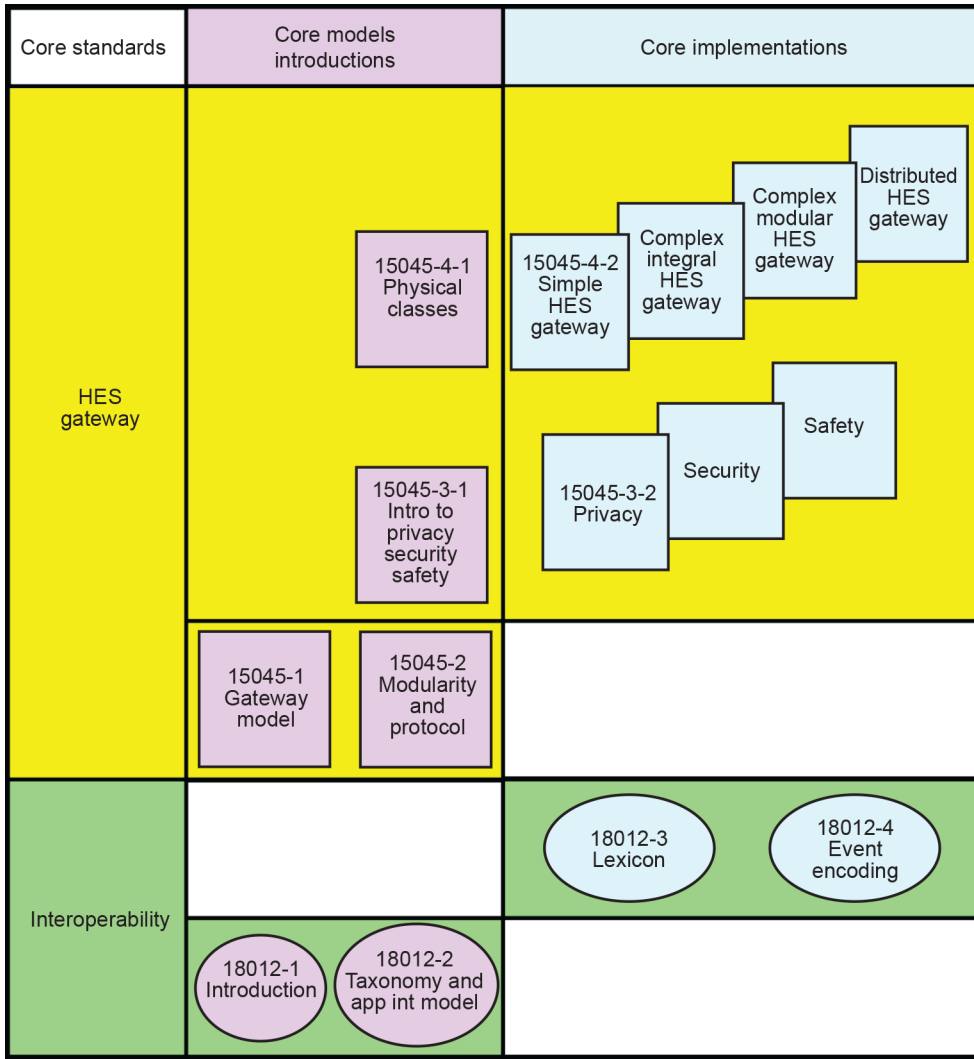 Core standards
Core models
introductions
Core implementations
HES
gateway
15045-4-1
Physical
classes
15045-4-2
Simple
HES
gateway
Complex
integral
HES
gateway
Complex
modular
HES
gateway
Distributed
HES
gateway
15045-3-1
Intro to
privacy
security
safety
15045-3-2
Privacy
Security
Safety
15045-1
Gateway
model
15045-2
Modularity
and
protocol
Interoperability
18012-3
Lexicon
18012-4
Event
encoding
18012-1
Introduction
18012-2
Taxonomy and
app int model